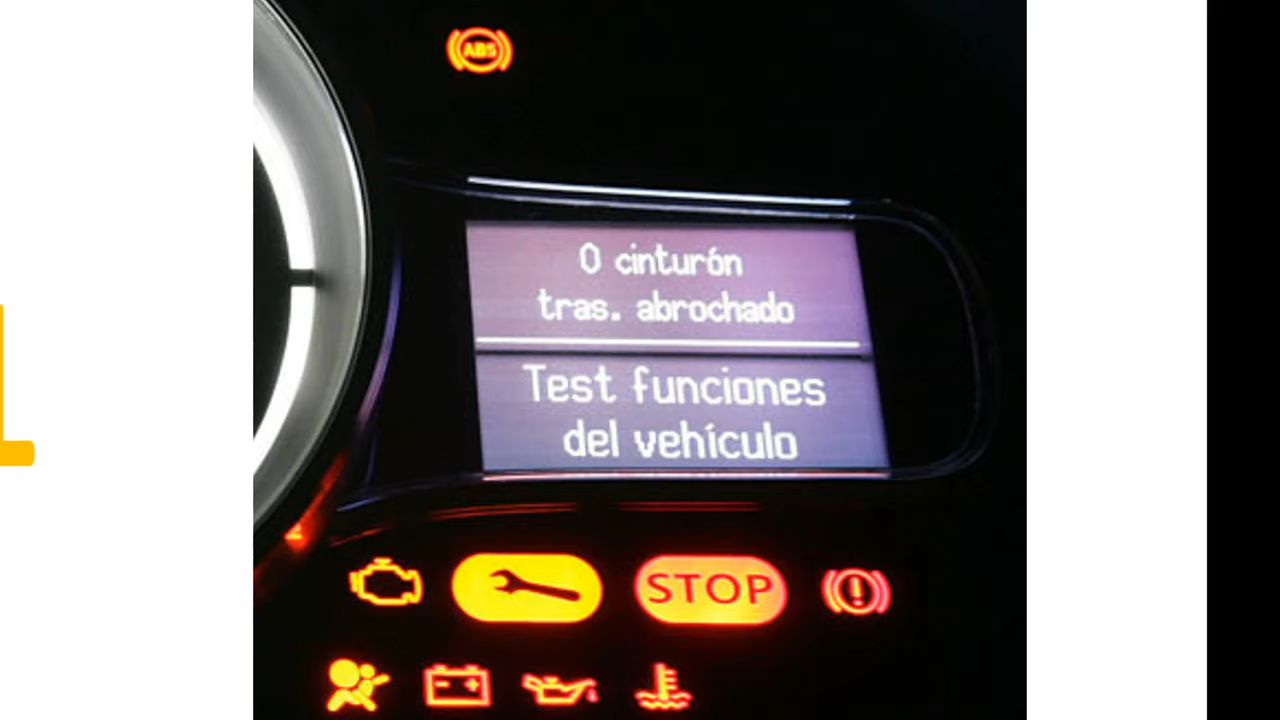 ABS
0 cinturón
tras. abrochado
Test funciones
del vehículo
STOP